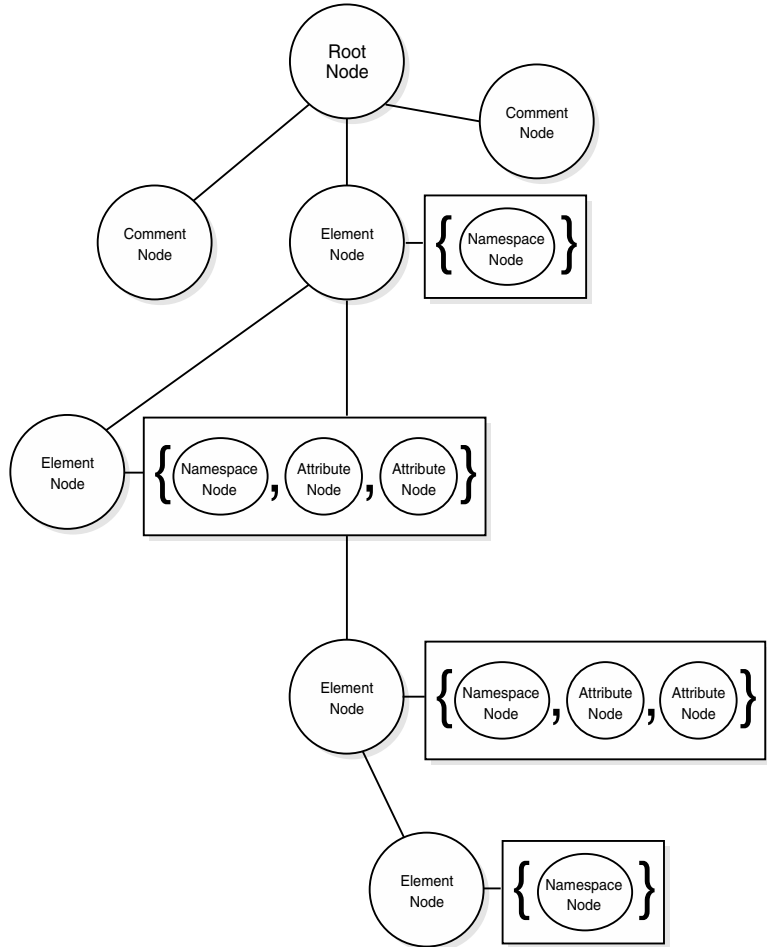 Root
Node
Comment
Node
Comment
Node
Element
Node
{ Namespace
Node }
Element
Node
{ Namespace
Node , Attribute
Node , Attribute
Node }
Element
Node
{ Namespace
Node , Attribute
Node , Attribute
Node }
Element
Node
{ Namespace
Node }